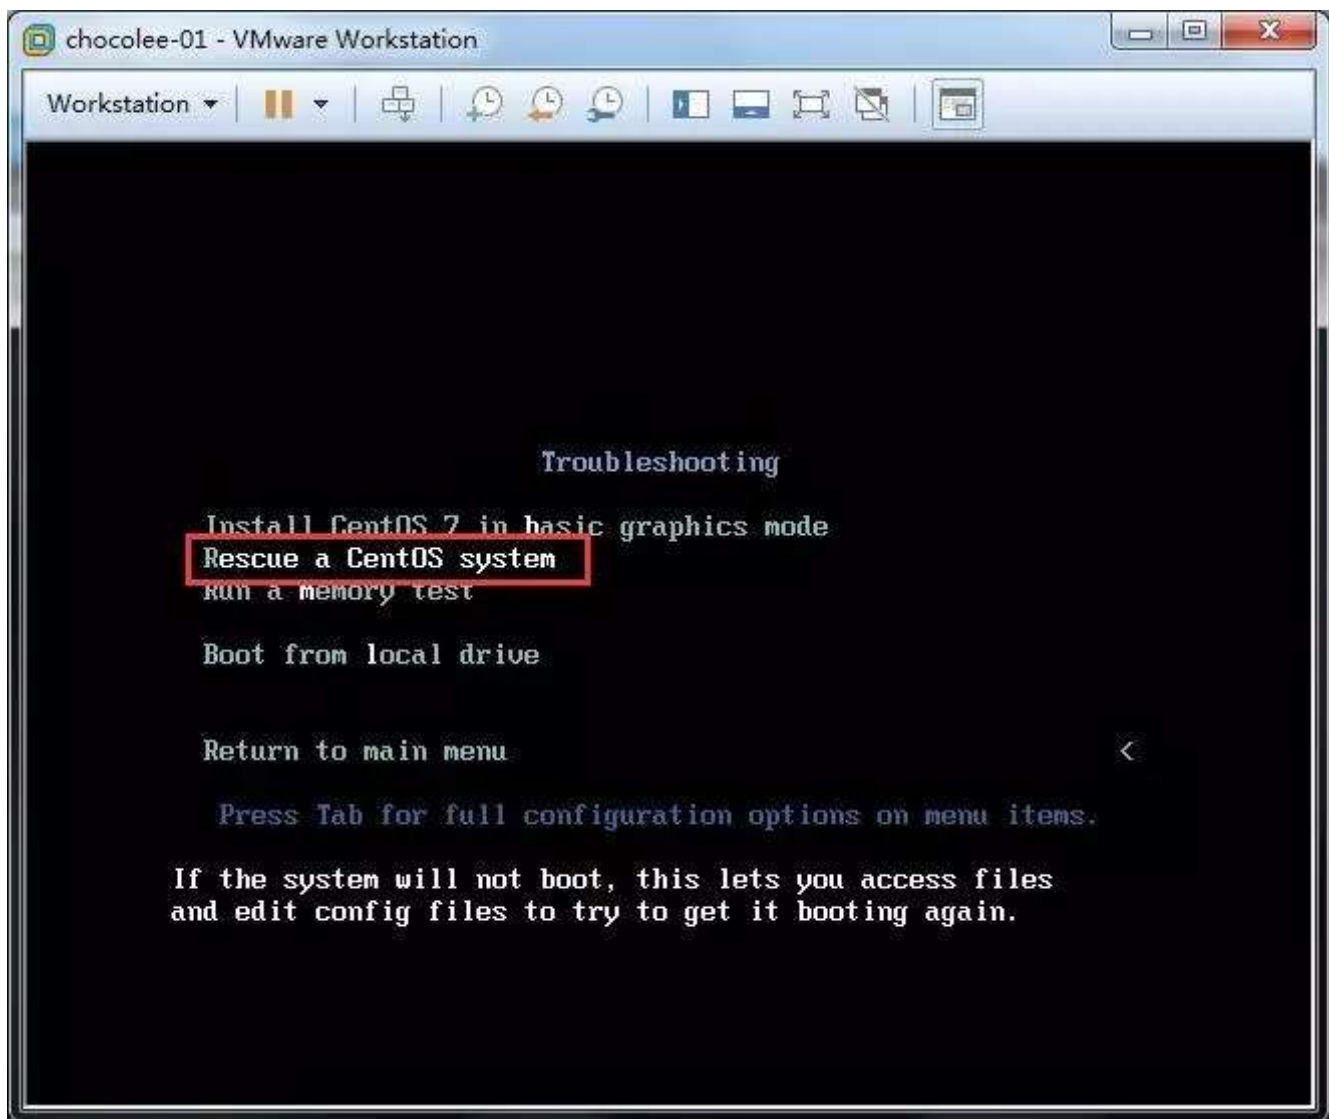 chocolee-01 - VMware Workstation
Workstation
Troubleshooting
Install CentOS 7 in basic graphics mode
Rescue a CentOS system
Run a memory test
Boot from local drive
Return to main menu <
Press Tab for full configuration options on menu items.
If the system will not boot, this lets you access files
and edit config files to try to get it booting again.